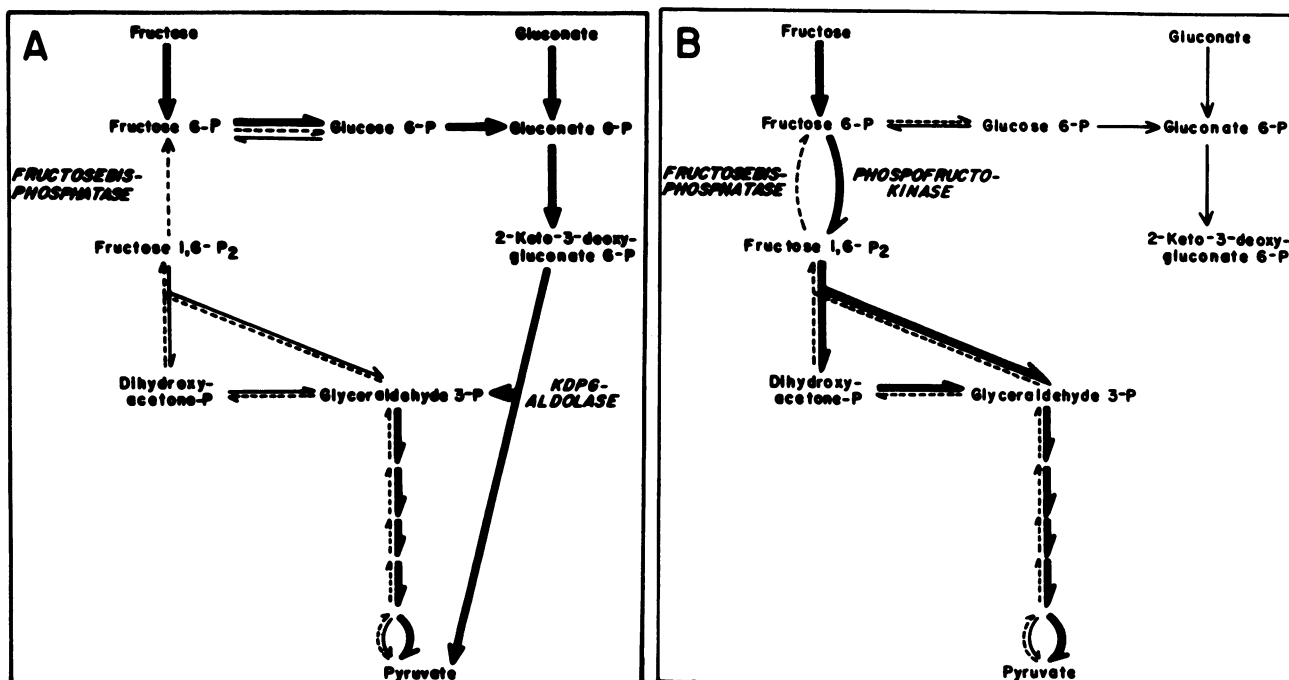 A
Fructose
Gluconate
Fructose 6-P
Glucose 6-P
Gluconate 6-P
FRUCTOSEBIS-
PHOSPHATASE
Fructose 1,6-P2
2-Keto-3-deoxy-
gluconate 6-P
Dihydroxy-
acetone-P
Glyceraldehyde 3-P
KDPG-
ALDOLASE
Pyruvate
B
Fructose
Gluconate
Fructose 6-P
Glucose 6-P
Gluconate 6-P
FRUCTOSEBIS-
PHOSPHATASE
PHOSPOFRUCTO-
KINASE
Fructose 1,6-P2
2-Keto-3-deoxy-
gluconate 6-P
Dihydroxy-
acetone-P
Glyceraldehyde 3-P
Pyruvate